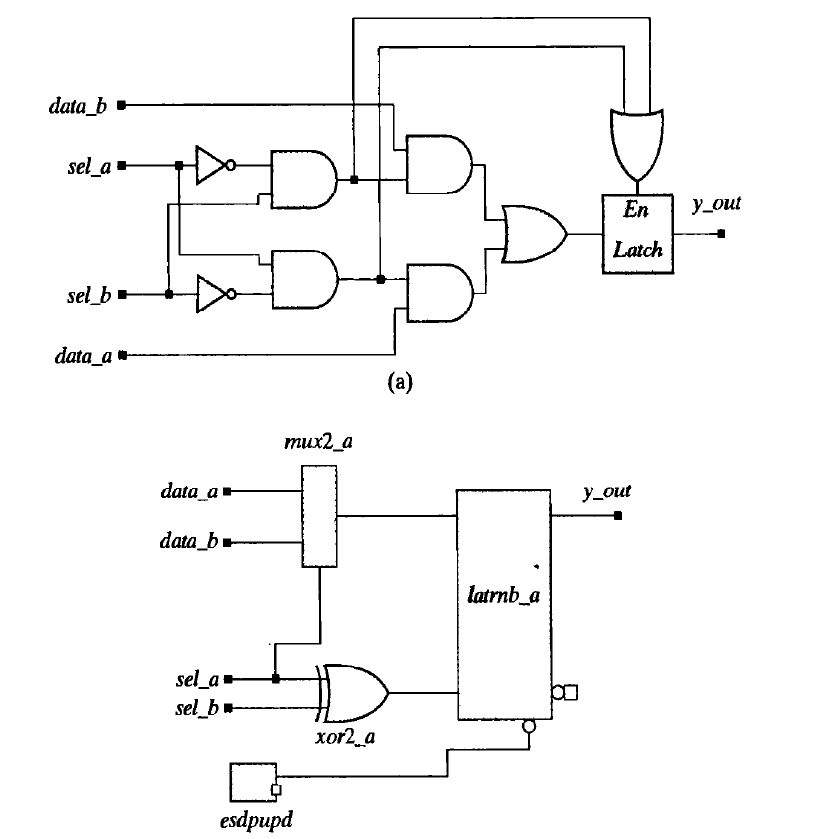 data_b
sel_a
En
y_out
Latch
sel_b
data_a
(a)
mux2_a
data_a
y_out
data_b
latrnb_a
sel_a
sel_b
xor2_a
esdpupd